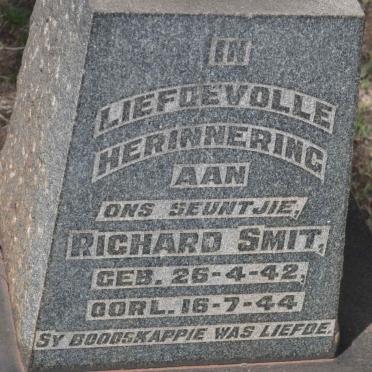 IN
LIEFDEVOLLE
HERINNERING
AAN
ONS SEUNTJIE,
RICHARD SMIT,
GEB. 26-4-42,
OORL. 16-7-44
SY BOODSKAPPIE WAS LIEFDE.